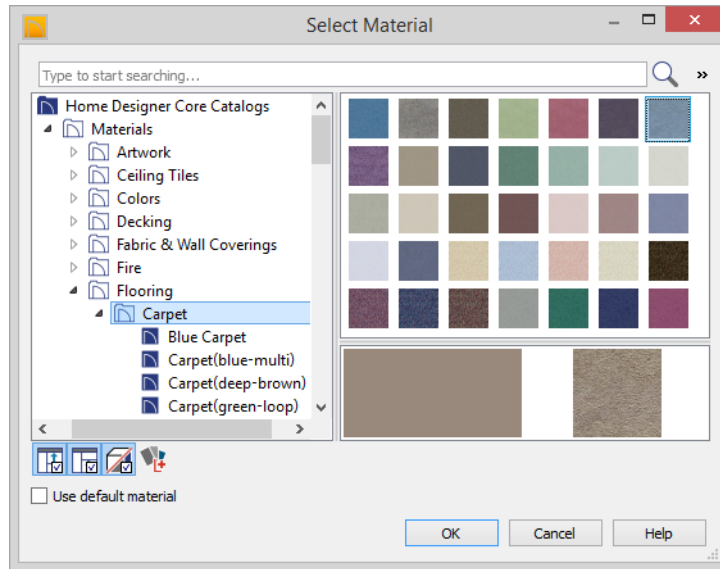 Select Material
Type to start searching...
»
Home Designer Core Catalogs
Materials
Artwork
Ceiling Tiles
Colors
Decking
Fabric & Wall Coverings
Fire
Flooring
Carpet
Blue Carpet
Carpet(blue-multi)
Carpet(deep-brown)
Carpet(green-loop)
Use default material
OK Cancel Help